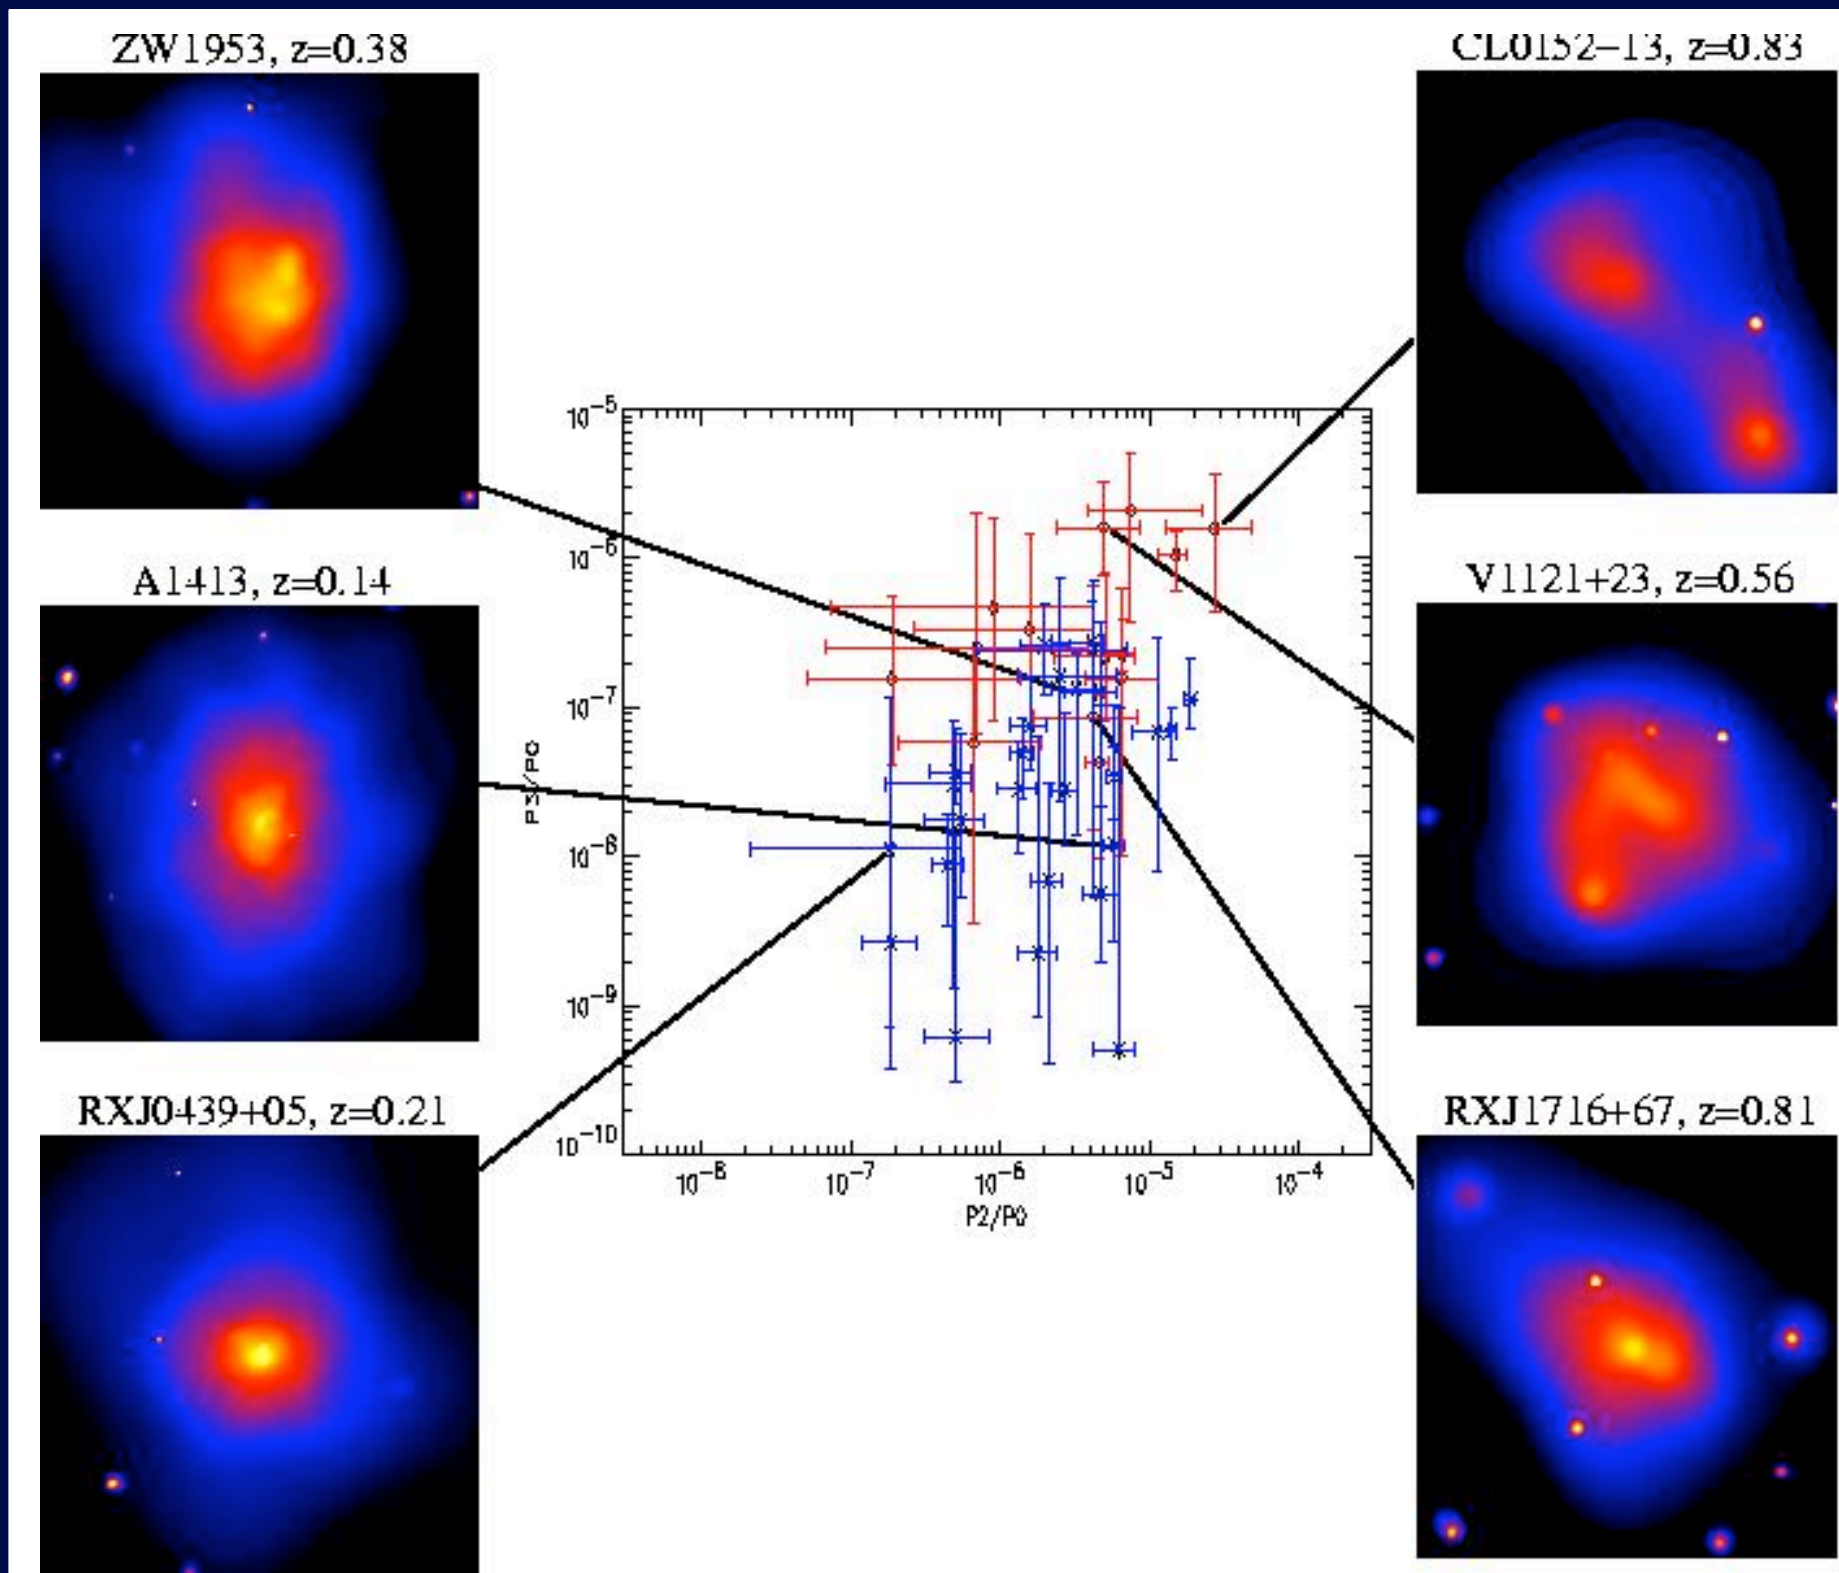 ZW1953, z=0.38
CL0152−13, z=0.83
A1413, z=0.14
V1121+23, z=0.56
RXJ0439+05, z=0.21
RXJ1716+67, z=0.81
10^-5
10^-6
10^-7
10^-8
10^-9
10^-10
P3/P0
10^-8
10^-7
10^-6
10^-5
10^-4
P2/P0